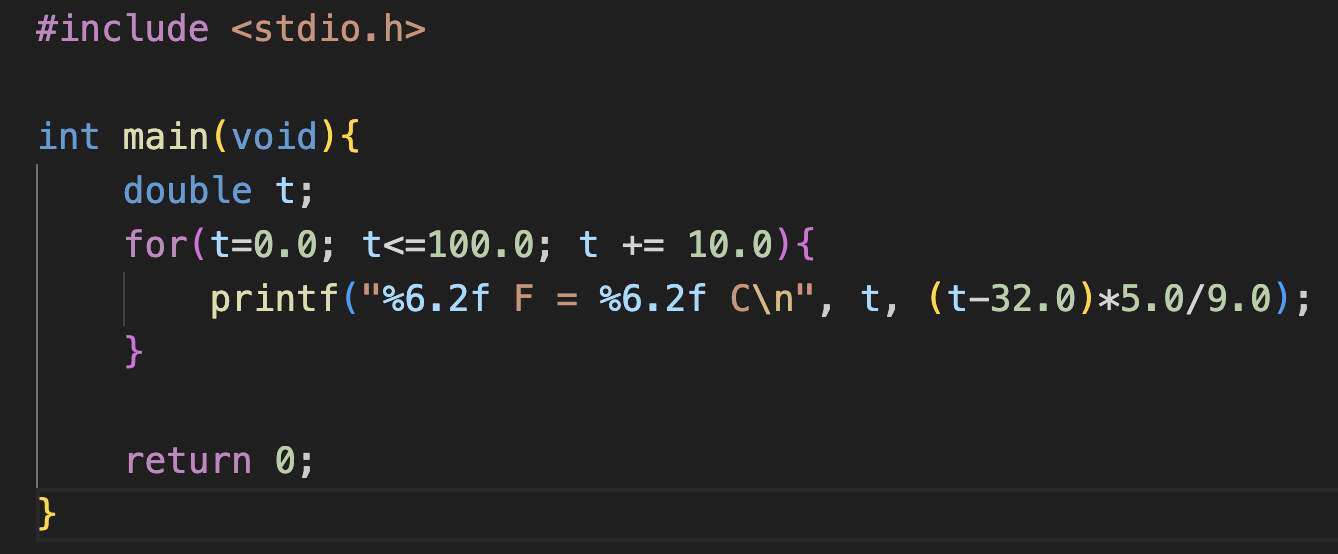 #include <stdio.h>
int main(void){
double t;
for(t=0.0; t<=100.0; t += 10.0){
printf("%6.2f F = %6.2f C\n", t, (t-32.0)*5.0/9.0);
}
return 0;
}